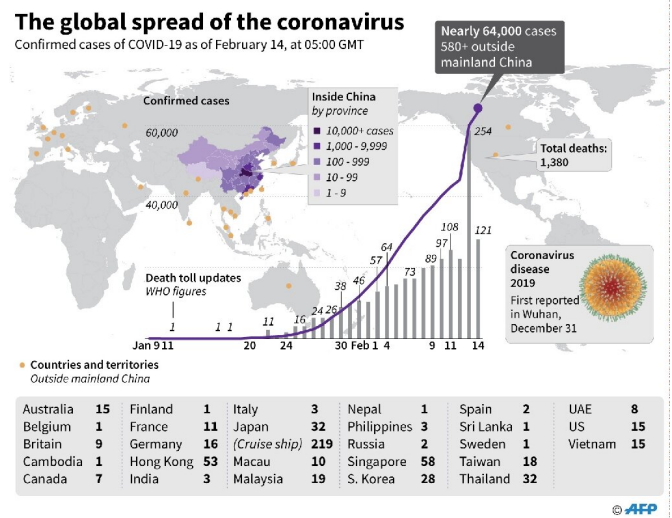 The global spread of the coronavirus
Confirmed cases of COVID-19 as of February 14, at 05:00 GMT
Nearly 64,000 cases
580+ outside
mainland China
Confirmed cases
60,000
40,000
Inside China
by province
10,000+ cases
1,000 - 9,999
100 - 999
10 - 99
1 - 9
254
Total deaths:
1,380
Death toll updates
WHO figures
1
1 1
11
16
24
26
38
46
57
64
73
89
97
108
121
Jan 9 11 20 24 30 Feb 1 4 9 11 14
Coronavirus
disease
2019
First reported
in Wuhan,
December 31
Countries and territories
Outside mainland China
Australia 15
Belgium 1
Britain 9
Cambodia 1
Canada 7
Finland 1
France 11
Germany 16
Hong Kong 53
India 3
Italy 3
Japan 32
(Cruise ship) 219
Macau 10
Malaysia 19
Nepal 1
Philippines 3
Russia 2
Singapore 58
S. Korea 28
Spain 2
Sri Lanka 1
Sweden 1
Taiwan 18
Thailand 32
UAE 8
US 15
Vietnam 15
© AFP